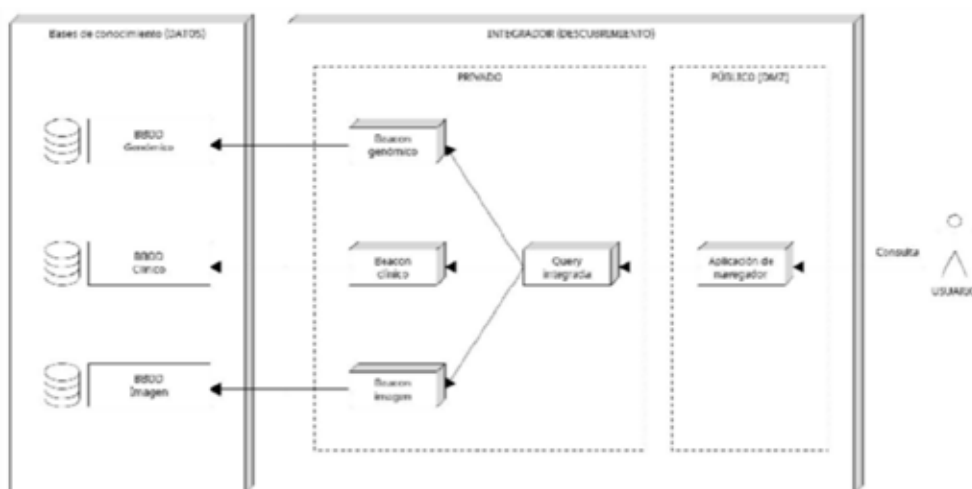 Bases de conocimiento (DATOS)
INTEGRADOR (DESCUBRIMIENTO)
PRIVADO
PÚBLICO (DMZ)
BBDD
Genómico
Beacon
genómico
BBDD
Clínico
Beacon
clínico
Query
integrada
Aplicación de
navegador
Consulta
USUARIO
BBDD
Imagen
Beacon
imagen